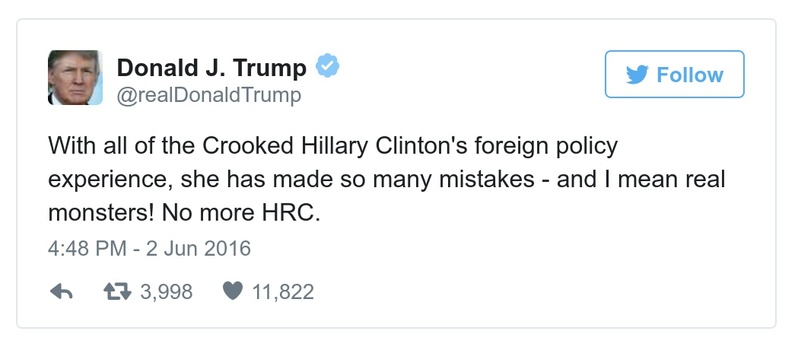 Donald J. Trump
@realDonaldTrump
Follow
With all of the Crooked Hillary Clinton's foreign policy
experience, she has made so many mistakes - and I mean real
monsters! No more HRC.
4:48 PM - 2 Jun 2016
3,998 11,822